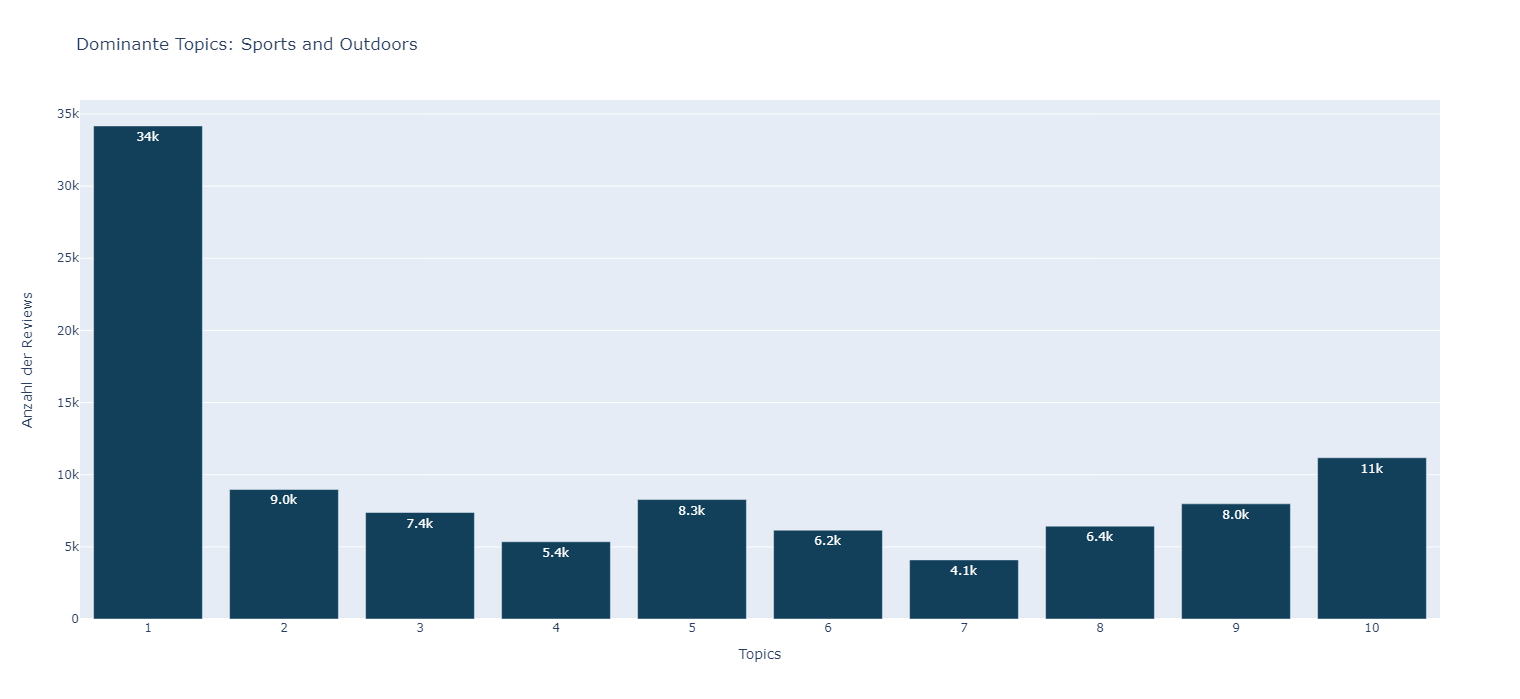 Dominante Topics: Sports and Outdoors
Anzahl der Reviews
35k
30k
25k
20k
15k
10k
5k
0
34k
9.0k
7.4k
5.4k
8.3k
6.2k
4.1k
6.4k
8.0k
11k
1 2 3 4 5 6 7 8 9 10
Topics